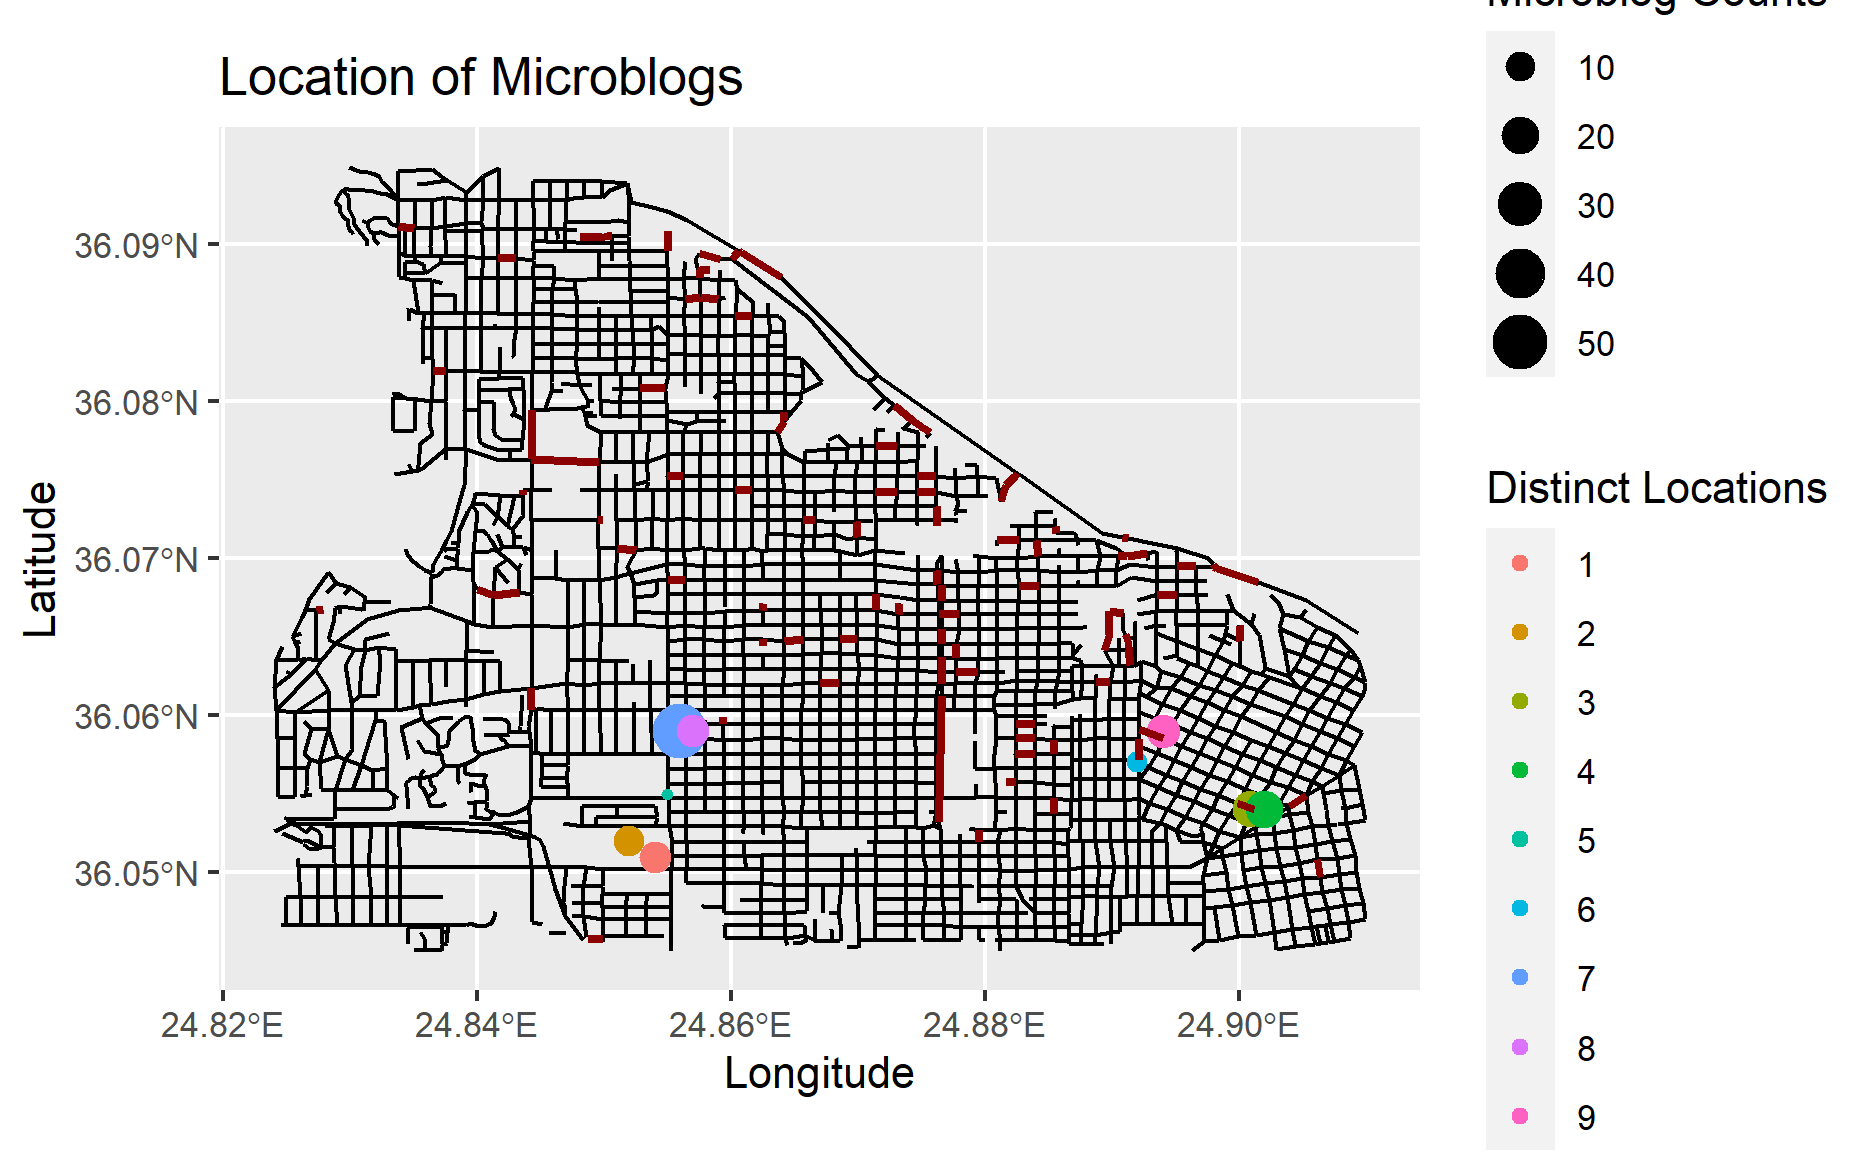 Location of Microblogs
36.09°N
36.08°N
36.07°N
36.06°N
36.05°N
24.82°E
24.84°E
24.86°E
24.88°E
24.90°E
Longitude
Latitude
Microblog Counts
10
20
30
40
50
Distinct Locations
1
2
3
4
5
6
7
8
9